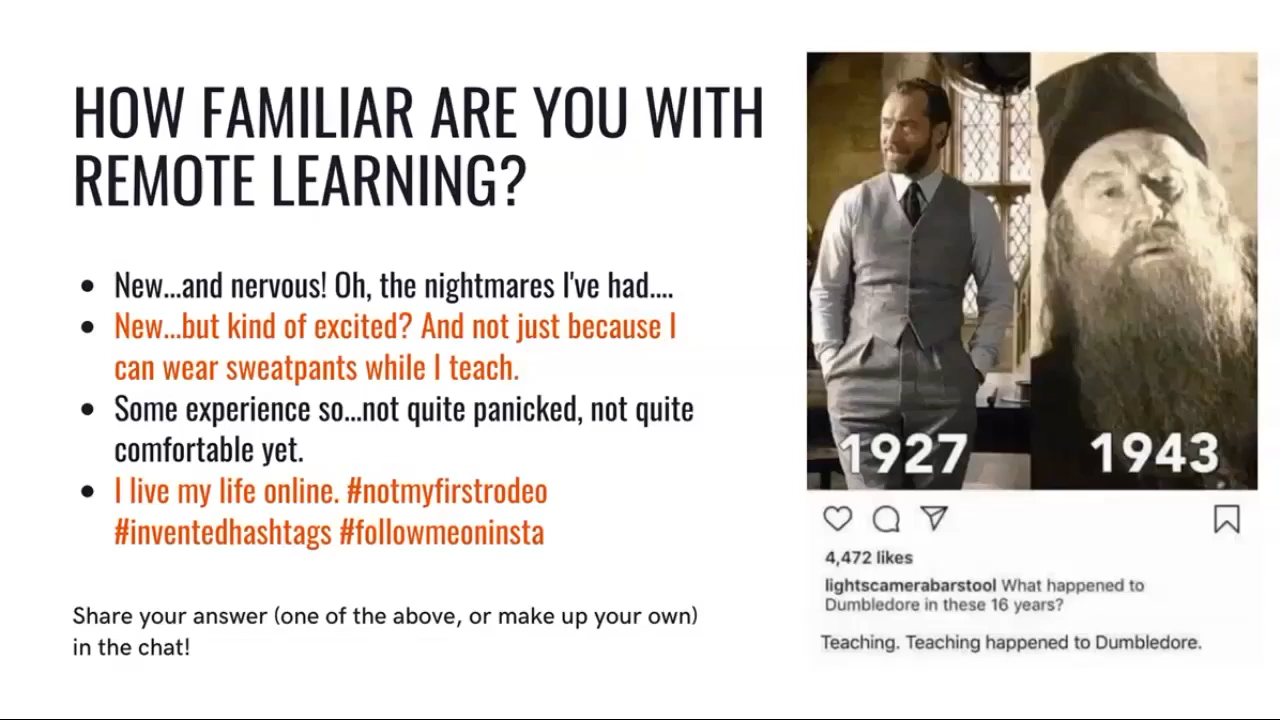 HOW FAMILIAR ARE YOU WITH
REMOTE LEARNING?
New...and nervous! Oh, the nightmares I've had....
New...but kind of excited? And not just because I
can wear sweatpants while I teach.
Some experience so...not quite panicked, not quite
comfortable yet.
I live my life online. #notmyfirstrodeo
#inventedhashtags #followmeoninsta
Share your answer (one of the above, or make up your own)
in the chat!
1927
1943
4,472 likes
lightscamerabarstool What happened to
Dumbledore in these 16 years?
Teaching. Teaching happened to Dumbledore.